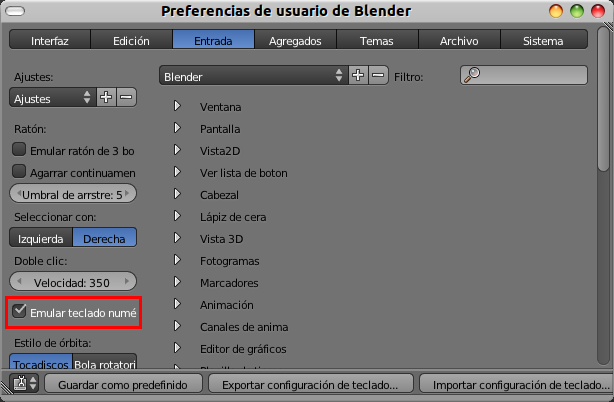 Preferencias de usuario de Blender
Interfaz Edición Entrada Agregados Temas Archivo Sistema
Ajustes:
Ajustes
Ratón:
Emular ratón de 3 bo
Agarrar continuamen
Umbral de arrstre: 5
Seleccionar con:
Izquierda Derecha
Doble clic:
Velocidad: 350
Emular teclado numé
Estilo de órbita:
Tocadiscos Bola rotatori
Blender
Filtro:
Ventana
Pantalla
Vista2D
Ver lista de boton
Cabezal
Lápiz de cera
Vista 3D
Fotogramas
Marcadores
Animación
Canales de anima
Editor de gráficos
Guardar como predefinido Exportar configuración de teclado... Importar configuración de teclado...